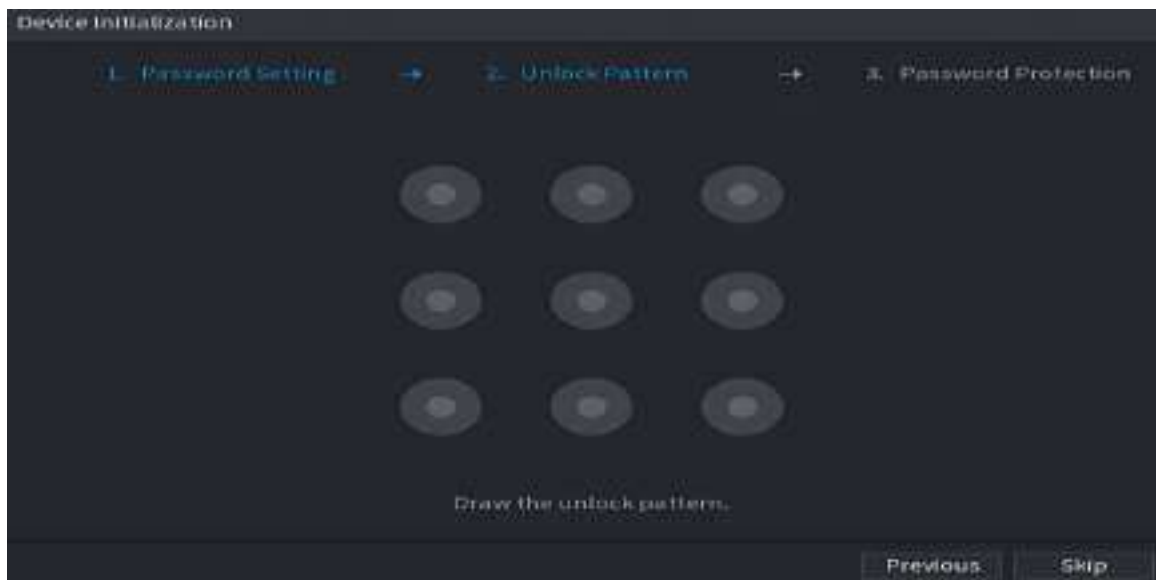 Device Initialization
1. Password Setting → 2. Unlock Pattern → 3. Password Protection
Draw the unlock pattern.
Previous Skip